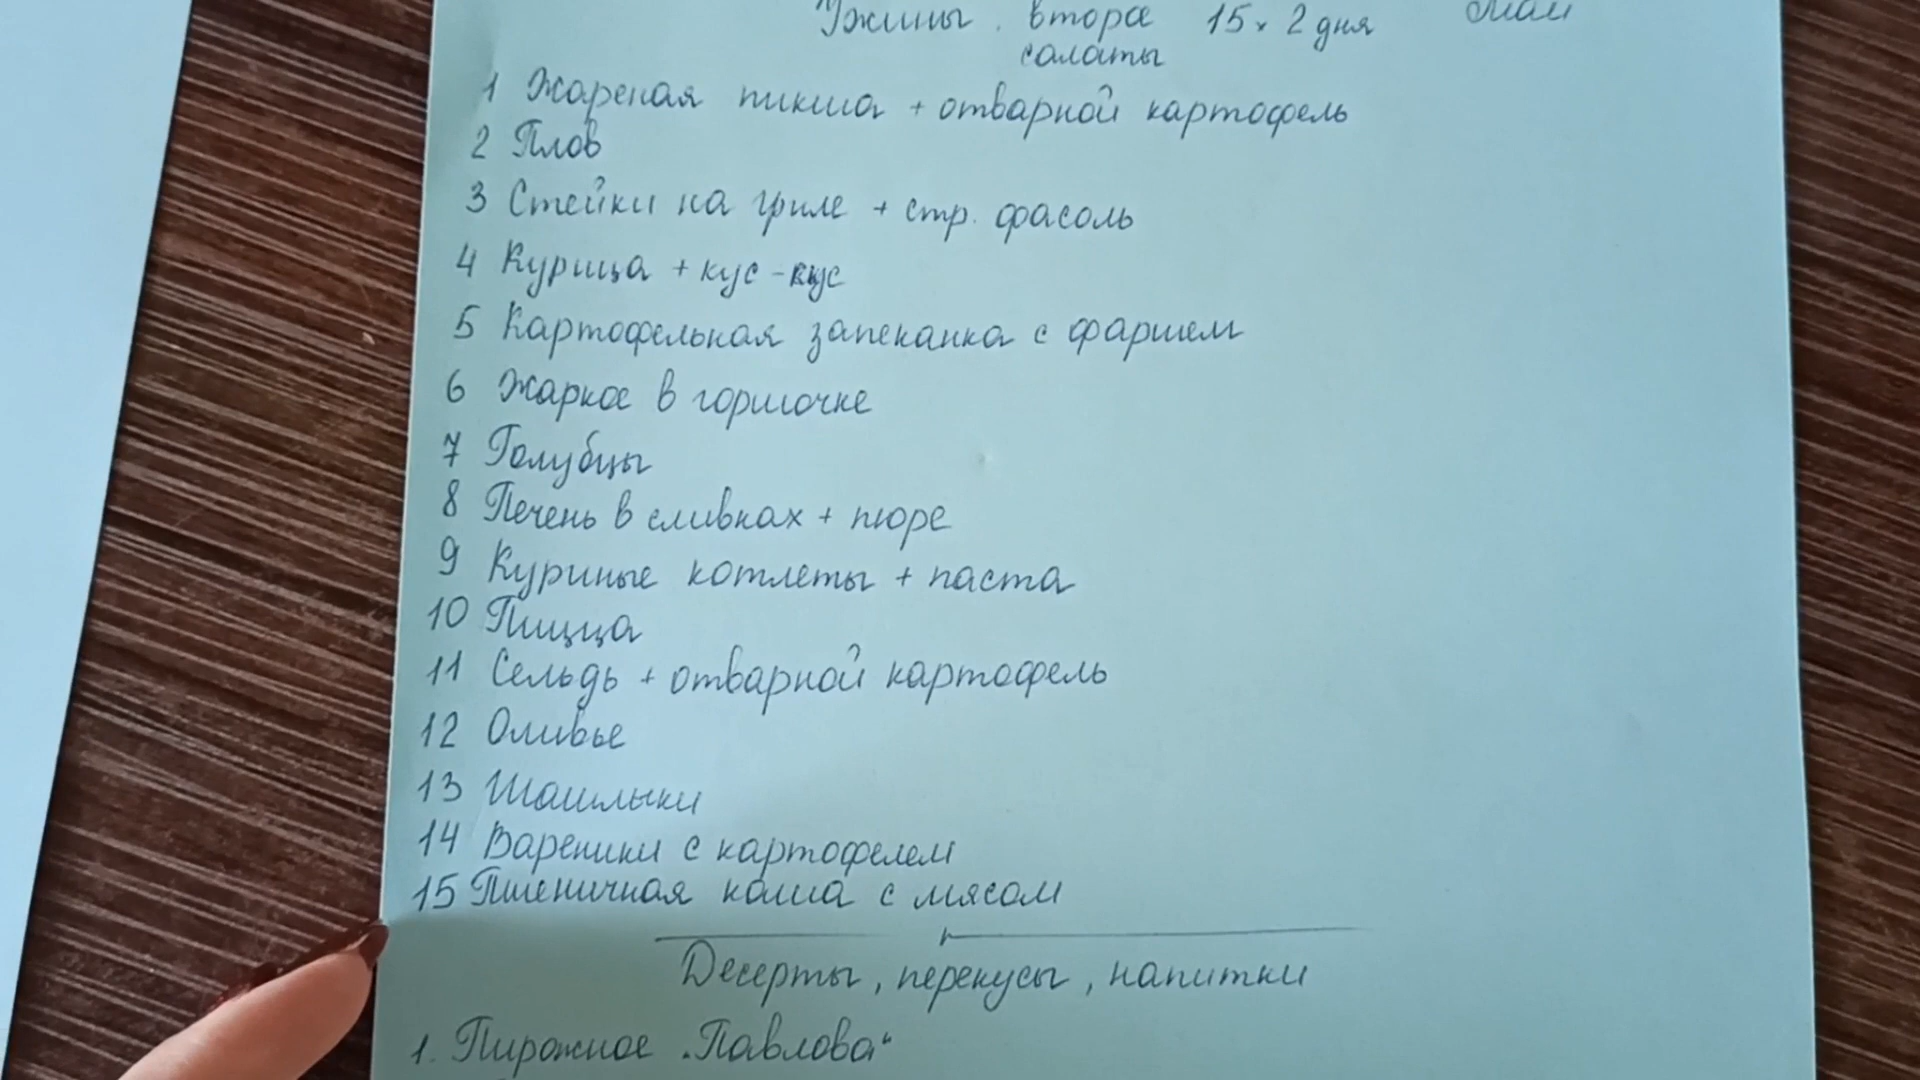 Ужины. вторые 15 x 2 дня Май
салаты
1 Жареная пикша + отварной картофель
2 Плов
3 Стейки на гриле + стр. фасоль
4 Курица + кус-кус
5 Картофельная запеканка с фаршем
6 Жаркое в горшочке
7 Голубцы
8 Печень в сливках + пюре
9 Куриные котлеты + паста
10 Пицца
11 Сельдь + отварной картофель
12 Оливье
13 Шашлыки
14 Вареники с картофелем
15 Пшеничная каша с мясом
Десерты, перекусы, напитки
1. Пирожное „Павлова“